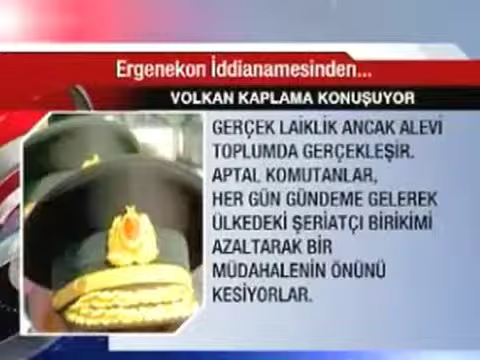 Ergenekon İddianamesinden...
VOLKAN KAPLAMA KONUŞUYOR
GERÇEK LAİKLİK ANCAK ALEVİ
TOPLUMDA GERÇEKLEŞİR.
APTAL KOMUTANLAR,
HER GÜN GÜNDEME GELEREK
ÜLKEDEKİ ŞERİATÇI BİRİKİMİ
AZALTARAK BİR
MÜDAHALENİN ÖNÜNÜ
KESİYORLAR.